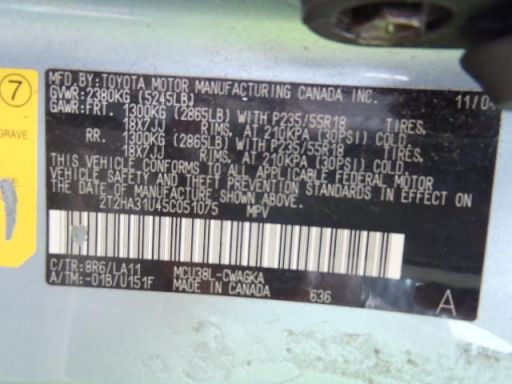 7
GRAVE
MFD.BY:TOYOTA MOTOR MANUFACTURING CANADA INC.
GVWR:2380KG (5245LB) 11/0
GAWR:FRT. 1300KG (2865LB) WITH P235/55R18 TIRES,
18X7JJ RIMS, AT 210KPA (30PSI) COLD
RR. 1300KG (2865LB) WITH P235/55R18 TIRES,
18X7JJ RIMS, AT 210KPA (30PSI) COLD
THIS VEHICLE CONFORMS TO ALL APPLICABLE FEDERAL MOTOR
VEHICLE SAFETY AND THEFT PREVENTION STANDARDS IN EFFECT ON
THE DATE OF MANUFACTURE SHOWN ABOVE.
2T2HA31U45C051075 MPV
C/TR:8R6/LA11 MCU38L-CWAGKA
A/TM:-01B/U151F MADE IN CANADA 636 A